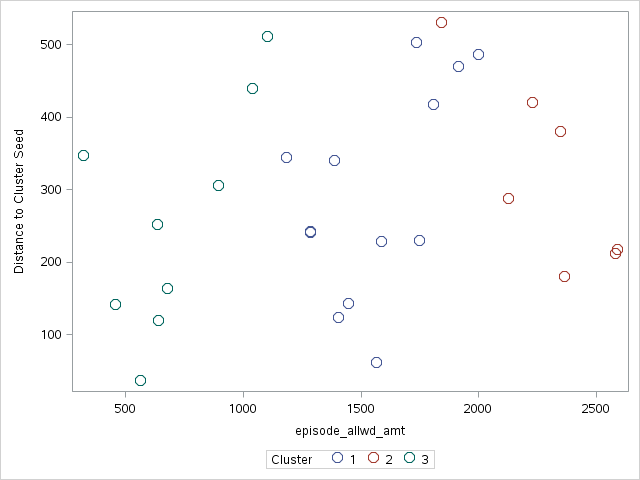 500
400
300
200
100
Distance to Cluster Seed
500 1000 1500 2000 2500
episode_allwd_amt
Cluster 1 2 3